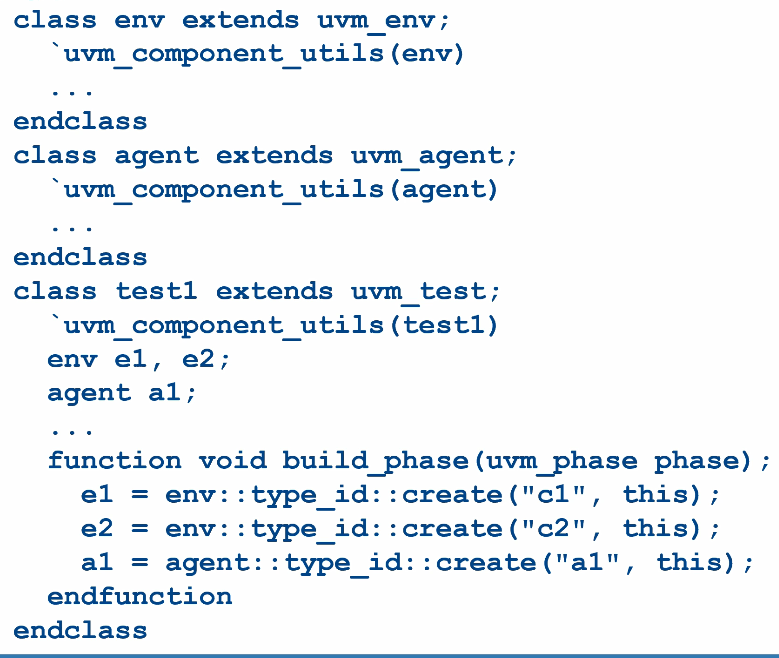 class env extends uvm_env;
`uvm_component_utils(env)
...
endclass
class agent extends uvm_agent;
`uvm_component_utils(agent)
...
endclass
class test1 extends uvm_test;
`uvm_component_utils(test1)
env e1, e2;
agent a1;
...
function void build_phase(uvm_phase phase);
e1 = env::type_id::create("c1", this);
e2 = env::type_id::create("c2", this);
a1 = agent::type_id::create("a1", this);
endfunction
endclass